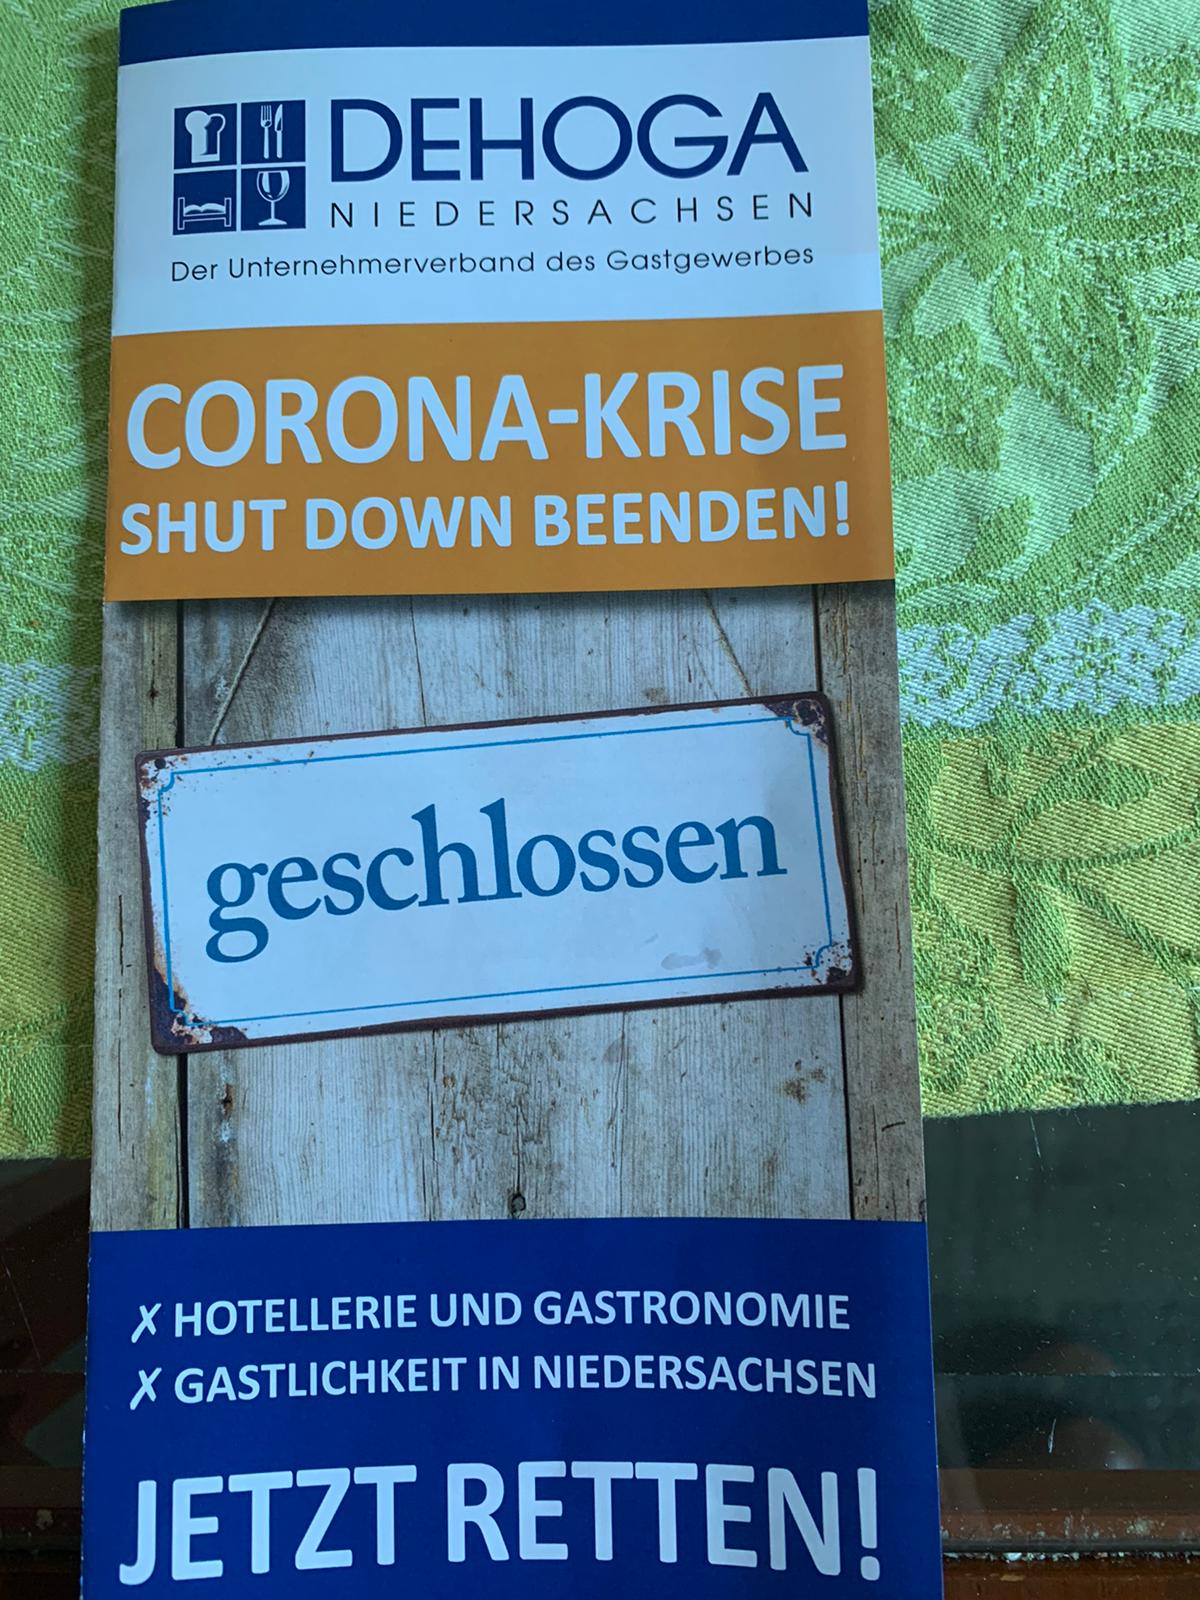 DEHOGA
NIEDERSACHSEN
Der Unternehmerverband des Gastgewerbes
CORONA-KRISE
SHUT DOWN BEENDEN!
geschlossen
✗ HOTELLERIE UND GASTRONOMIE
✗ GASTLICHKEIT IN NIEDERSACHSEN
JETZT RETTEN!